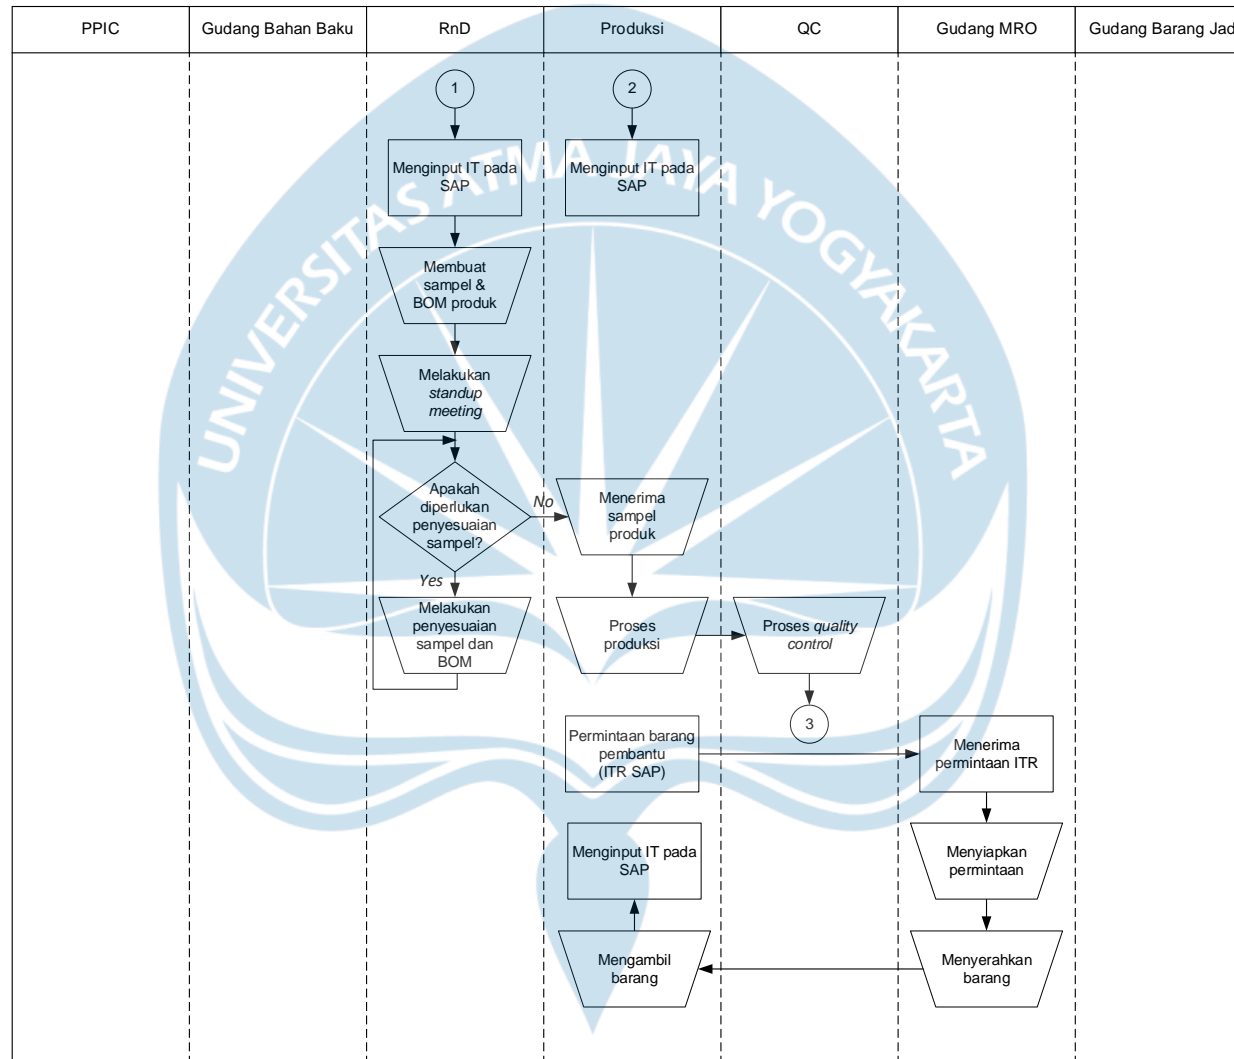 PPIC
Gudang Bahan Baku
RnD
Produksi
QC
Gudang MRO
Gudang Barang Jad
1
2
Menginput IT pada
SAP
Menginput IT pada
SAP
UNIVERSITAS ATMA JAYA YOGYAKARTA
Membuat
sampel &
BOM produk
Melakukan
standup
meeting
Apakah
diperlukan
penyesuaian
sampel?
No
Menerima
sampel
produk
Yes
Melakukan
penyesuaian
sampel dan
BOM
Proses
produksi
Proses quality
control
3
Permintaan barang
pembantu
(ITR SAP)
Menerima
permintaan ITR
Menginput IT pada
SAP
Menyiapkan
permintaan
Mengambil
barang
Menyerahkan
barang